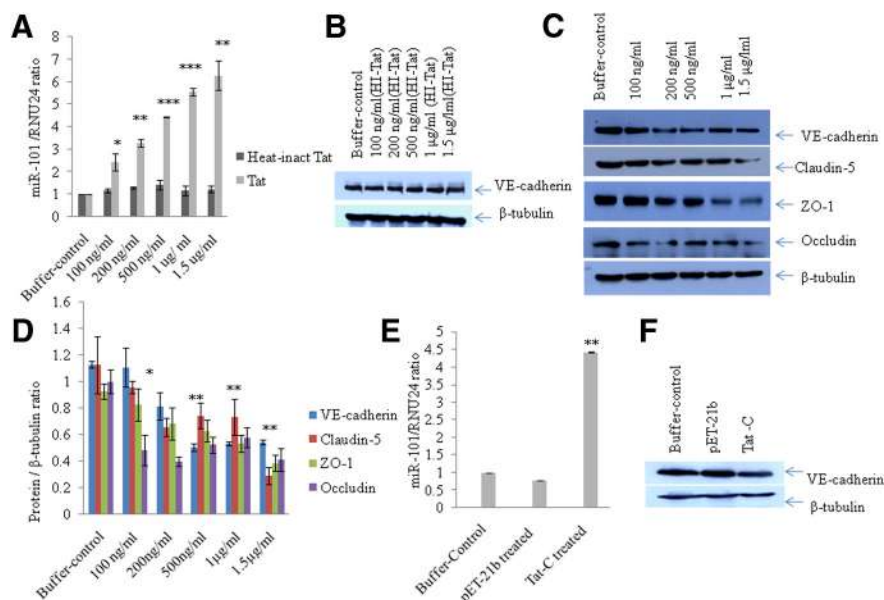 A
miR-101 /RNU24 ratio
8
7
6
5
4
3
2
1
0
*
**
***
***
**
Heat-inact Tat
Tat
Buffer-control
100 ng/ml
200 ng/ml
500 ng/ml
1 ug/ ml
1.5 ug/ml
B
Buffer-control
100 ng/ml(HI-Tat)
200 ng/ml(HI-Tat)
500 ng/ml(HI-Tat)
1 µg/ml (HI-Tat)
1.5 µg/lml(HI-Tat)
VE-cadherin
β-tubulin
C
Buffer-control
100 ng/ml
200 ng/ml
500 ng/ml
1 µg/ml
1.5 µg/lml
VE-cadherin
Claudin-5
ZO-1
Occludin
β-tubulin
D
Protein / β-tubulin ratio
1.6
1.4
1.2
1
0.8
0.6
0.4
0.2
0
*
**
**
**
VE-cadherin
Claudin-5
ZO-1
Occludin
Buffer-control
100 ng/ml
200ng/ml
500ng/ml
1µg/ml
1.5µg/ml
E
miR-101/RNU24 ratio
5
4.5
4
3.5
3
2.5
2
1.5
1
0.5
0
**
Buffer-Control
pET-21b treated
Tat-C treated
F
Buffer-control
pET-21b
Tat -C
VE-cadherin
β-tubulin